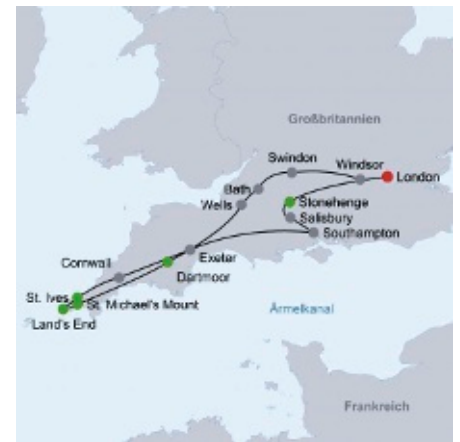 Großbritannien
Swindon
Windsor
London
Bath
Stonehenge
Wells
Salisbury
Southampton
Exeter
Cornwall
Dartmoor
St. Ives
St. Michael's Mount
Land's End
Ärmelkanal
Frankreich